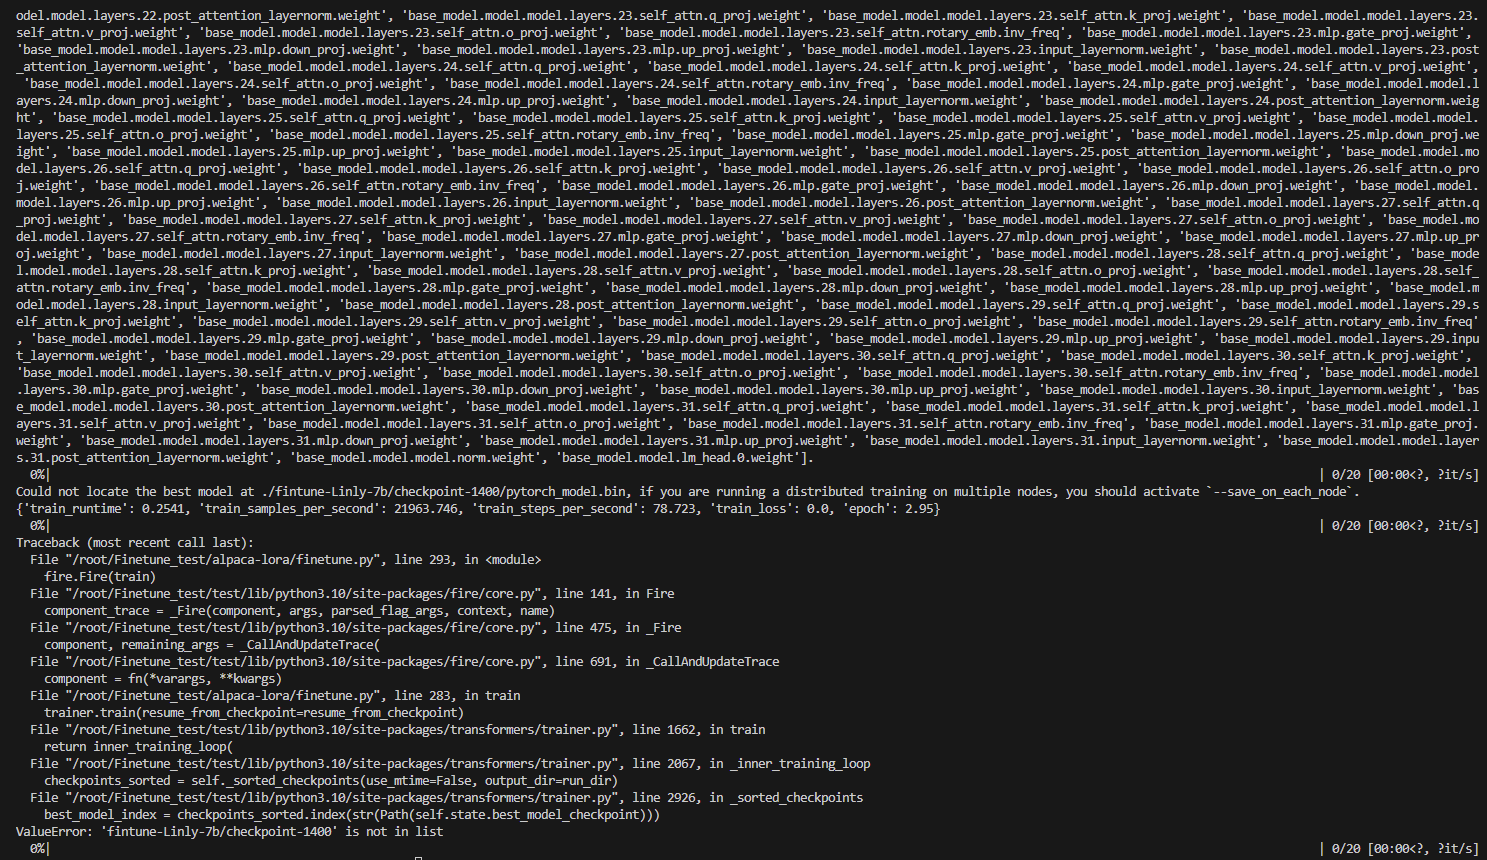 odel.model.layers.22.post_attention_layernorm.weight', 'base_model.model.model.layers.23.self_attn.q_proj.weight', 'base_model.model.model.layers.23.self_attn.k_proj.weight', 'base_model.model.model.layers.23.
self_attn.v_proj.weight', 'base_model.model.model.layers.23.self_attn.o_proj.weight', 'base_model.model.model.layers.23.self_attn.rotary_emb.inv_freq', 'base_model.model.model.layers.23.mlp.gate_proj.weight',
'base_model.model.model.layers.23.mlp.down_proj.weight', 'base_model.model.model.layers.23.mlp.up_proj.weight', 'base_model.model.model.layers.23.input_layernorm.weight', 'base_model.model.model.layers.23.post
_attention_layernorm.weight', 'base_model.model.model.layers.24.self_attn.q_proj.weight', 'base_model.model.model.layers.24.self_attn.k_proj.weight', 'base_model.model.model.layers.24.self_attn.v_proj.weight',
'base_model.model.model.layers.24.self_attn.o_proj.weight', 'base_model.model.model.layers.24.self_attn.rotary_emb.inv_freq', 'base_model.model.model.layers.24.mlp.gate_proj.weight', 'base_model.model.model.l
ayers.24.mlp.down_proj.weight', 'base_model.model.model.layers.24.mlp.up_proj.weight', 'base_model.model.model.layers.24.input_layernorm.weight', 'base_model.model.model.layers.24.post_attention_layernorm.weig
ht', 'base_model.model.model.layers.25.self_attn.q_proj.weight', 'base_model.model.model.layers.25.self_attn.k_proj.weight', 'base_model.model.model.layers.25.self_attn.v_proj.weight', 'base_model.model.model.
layers.25.self_attn.o_proj.weight', 'base_model.model.model.layers.25.self_attn.rotary_emb.inv_freq', 'base_model.model.model.layers.25.mlp.gate_proj.weight', 'base_model.model.model.layers.25.mlp.down_proj.we
ight', 'base_model.model.model.layers.25.mlp.up_proj.weight', 'base_model.model.model.layers.25.input_layernorm.weight', 'base_model.model.model.layers.25.post_attention_layernorm.weight', 'base_model.model.mo
del.layers.26.self_attn.q_proj.weight', 'base_model.model.model.layers.26.self_attn.k_proj.weight', 'base_model.model.model.layers.26.self_attn.v_proj.weight', 'base_model.model.model.layers.26.self_attn.o_pro
j.weight', 'base_model.model.model.layers.26.self_attn.rotary_emb.inv_freq', 'base_model.model.model.layers.26.mlp.gate_proj.weight', 'base_model.model.model.layers.26.mlp.down_proj.weight', 'base_model.model.
model.layers.26.mlp.up_proj.weight', 'base_model.model.model.layers.26.input_layernorm.weight', 'base_model.model.model.layers.26.post_attention_layernorm.weight', 'base_model.model.model.layers.27.self_attn.q
_proj.weight', 'base_model.model.model.layers.27.self_attn.k_proj.weight', 'base_model.model.model.layers.27.self_attn.v_proj.weight', 'base_model.model.model.layers.27.self_attn.o_proj.weight', 'base_model.mo
del.model.layers.27.self_attn.rotary_emb.inv_freq', 'base_model.model.model.layers.27.mlp.gate_proj.weight', 'base_model.model.model.layers.27.mlp.down_proj.weight', 'base_model.model.model.layers.27.mlp.up_pr
oj.weight', 'base_model.model.model.layers.27.input_layernorm.weight', 'base_model.model.model.layers.27.post_attention_layernorm.weight', 'base_model.model.model.layers.28.self_attn.q_proj.weight', 'base_mode
l.model.model.layers.28.self_attn.k_proj.weight', 'base_model.model.model.layers.28.self_attn.v_proj.weight', 'base_model.model.model.layers.28.self_attn.o_proj.weight', 'base_model.model.model.layers.28.self_
attn.rotary_emb.inv_freq', 'base_model.model.model.layers.28.mlp.gate_proj.weight', 'base_model.model.model.layers.28.mlp.down_proj.weight', 'base_model.model.model.layers.28.mlp.up_proj.weight', 'base_model.m
odel.model.layers.28.input_layernorm.weight', 'base_model.model.model.layers.28.post_attention_layernorm.weight', 'base_model.model.model.layers.29.self_attn.q_proj.weight', 'base_model.model.model.layers.29.s
elf_attn.k_proj.weight', 'base_model.model.model.layers.29.self_attn.v_proj.weight', 'base_model.model.model.layers.29.self_attn.o_proj.weight', 'base_model.model.model.layers.29.self_attn.rotary_emb.inv_freq'
, 'base_model.model.model.layers.29.mlp.gate_proj.weight', 'base_model.model.model.layers.29.mlp.down_proj.weight', 'base_model.model.model.layers.29.mlp.up_proj.weight', 'base_model.model.model.layers.29.inpu
t_layernorm.weight', 'base_model.model.model.layers.29.post_attention_layernorm.weight', 'base_model.model.model.layers.30.self_attn.q_proj.weight', 'base_model.model.model.layers.30.self_attn.k_proj.weight',
'base_model.model.model.layers.30.self_attn.v_proj.weight', 'base_model.model.model.layers.30.self_attn.o_proj.weight', 'base_model.model.model.layers.30.self_attn.rotary_emb.inv_freq', 'base_model.model.model
.layers.30.mlp.gate_proj.weight', 'base_model.model.model.layers.30.mlp.down_proj.weight', 'base_model.model.model.layers.30.mlp.up_proj.weight', 'base_model.model.model.layers.30.input_layernorm.weight', 'bas
e_model.model.model.layers.30.post_attention_layernorm.weight', 'base_model.model.model.layers.31.self_attn.q_proj.weight', 'base_model.model.model.layers.31.self_attn.k_proj.weight', 'base_model.model.model.l
ayers.31.self_attn.v_proj.weight', 'base_model.model.model.layers.31.self_attn.o_proj.weight', 'base_model.model.model.layers.31.self_attn.rotary_emb.inv_freq', 'base_model.model.model.layers.31.mlp.gate_proj.
weight', 'base_model.model.model.layers.31.mlp.down_proj.weight', 'base_model.model.model.layers.31.mlp.up_proj.weight', 'base_model.model.model.layers.31.input_layernorm.weight', 'base_model.model.model.layer
s.31.post_attention_layernorm.weight', 'base_model.model.model.norm.weight', 'base_model.model.lm_head.0.weight'].
0%| | 0/20 [00:00<?, ?it/s]
Could not locate the best model at ./fintune-Linly-7b/checkpoint-1400/pytorch_model.bin, if you are running a distributed training on multiple nodes, you should activate `--save_on_each_node`.
{'train_runtime': 0.2541, 'train_samples_per_second': 21963.746, 'train_steps_per_second': 78.723, 'train_loss': 0.0, 'epoch': 2.95}
0%| | 0/20 [00:00<?, ?it/s]
Traceback (most recent call last):
File "/root/Finetune_test/alpaca-lora/finetune.py", line 293, in <module>
fire.Fire(train)
File "/root/Finetune_test/test/lib/python3.10/site-packages/fire/core.py", line 141, in Fire
component_trace = _Fire(component, args, parsed_flag_args, context, name)
File "/root/Finetune_test/test/lib/python3.10/site-packages/fire/core.py", line 475, in _Fire
component, remaining_args = _CallAndUpdateTrace(
File "/root/Finetune_test/test/lib/python3.10/site-packages/fire/core.py", line 691, in _CallAndUpdateTrace
component = fn(*varargs, **kwargs)
File "/root/Finetune_test/alpaca-lora/finetune.py", line 283, in train
trainer.train(resume_from_checkpoint=resume_from_checkpoint)
File "/root/Finetune_test/test/lib/python3.10/site-packages/transformers/trainer.py", line 1662, in train
return inner_training_loop(
File "/root/Finetune_test/test/lib/python3.10/site-packages/transformers/trainer.py", line 2067, in _inner_training_loop
checkpoints_sorted = self._sorted_checkpoints(use_mtime=False, output_dir=run_dir)
File "/root/Finetune_test/test/lib/python3.10/site-packages/transformers/trainer.py", line 2926, in _sorted_checkpoints
best_model_index = checkpoints_sorted.index(str(Path(self.state.best_model_checkpoint)))
ValueError: 'fintune-Linly-7b/checkpoint-1400' is not in list
0%| | 0/20 [00:00<?, ?it/s]